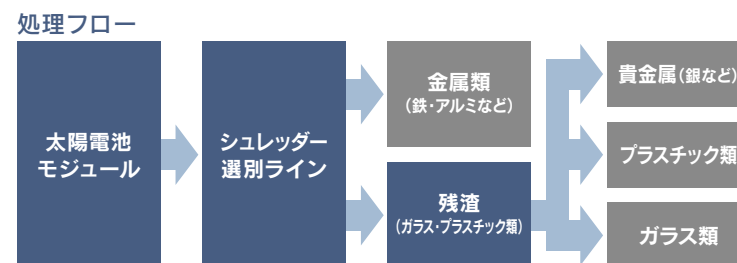 処理フロー
太陽電池
モジュール
シュレッダー
選別ライン
金属類
（鉄・アルミなど）
残渣
（ガラス・プラスチック類）
貴金属（銀など）
プラスチック類
ガラス類